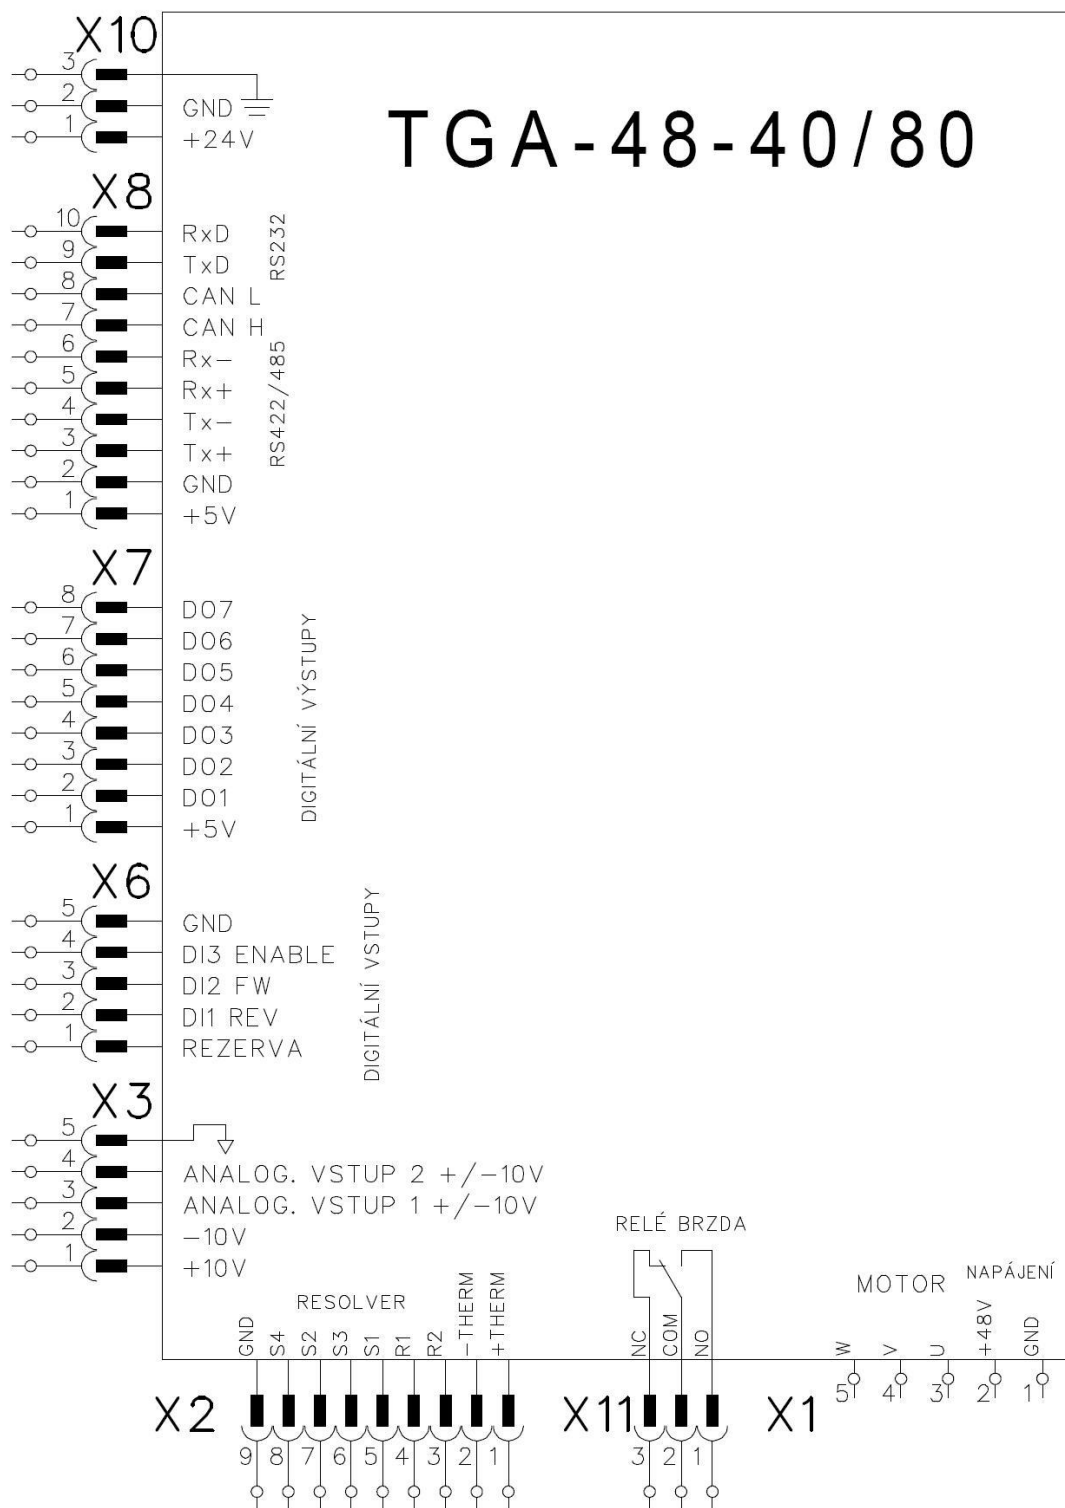 X10
TGA-48-40/80
3
2 GND
1 +24V
X8
10 RxD
9 TxD
RS232
8 CAN L
7 CAN H
6 Rx-
5 Rx+
4 Tx-
3 Tx+
RS422/485
2 GND
1 +5V
X7
8 DO7
7 DO6
6 DO5
5 DO4
4 DO3
3 DO2
2 DO1
1 +5V
DIGITÁLNÍ VÝSTUPY
X6
5 GND
4 DI3 ENABLE
3 DI2 FW
2 DI1 REV
1 REZERVA
DIGITÁLNÍ VSTUPY
X3
5
4 ANALOG. VSTUP 2 +/-10V
3 ANALOG. VSTUP 1 +/-10V
2 -10V
1 +10V
RESOLVER
GND S4 S2 S3 S1 R1 R2 -THERM +THERM
X2
9 8 7 6 5 4 3 2 1
RELÉ BRZDA
NC COM NO
X11
3 2 1
MOTOR NAPÁJENÍ
W V U +48V GND
X1
5 4 3 2 1